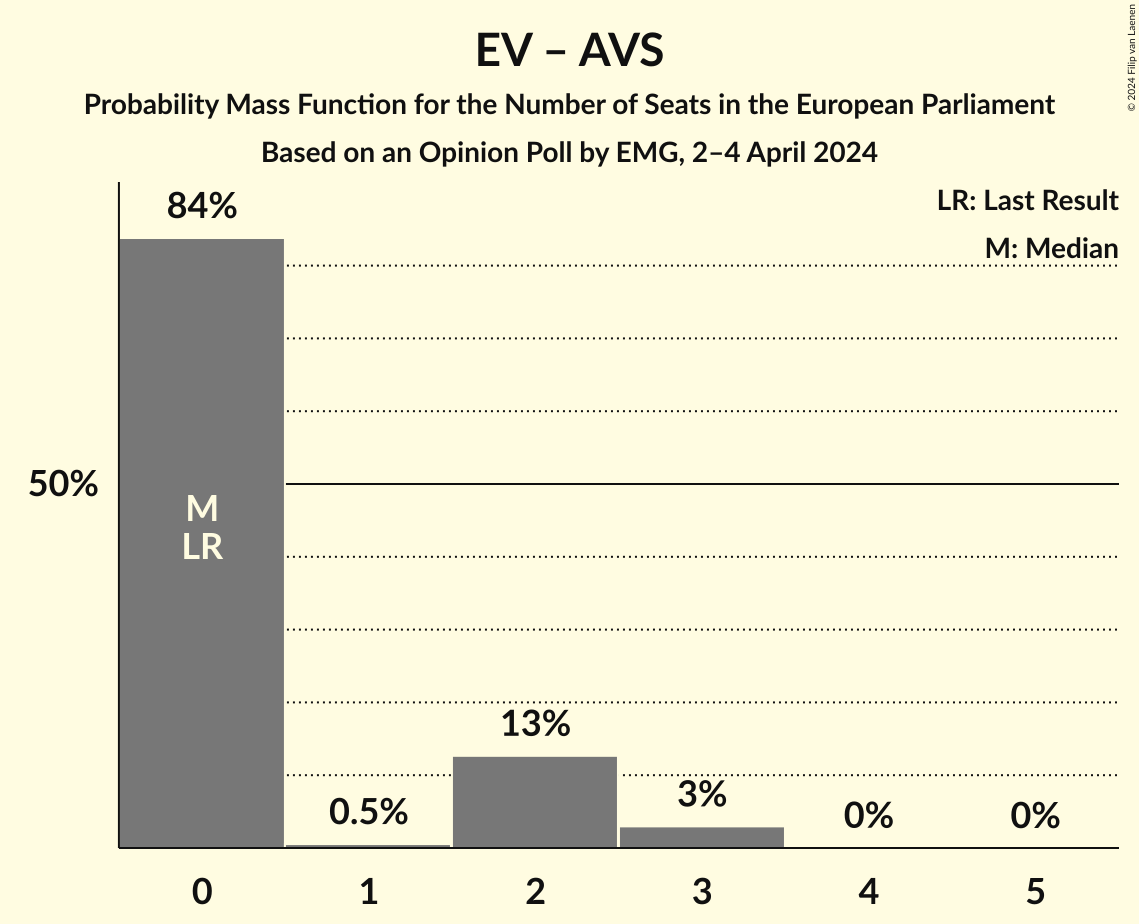 EV – AVS
Probability Mass Function for the Number of Seats in the European Parliament
Based on an Opinion Poll by EMG, 2–4 April 2024
© 2024 Filip van Laenen
LR: Last Result
M: Median
84%
50%
M
LR
13%
0.5%
3%
0%
0%
0 1 2 3 4 5